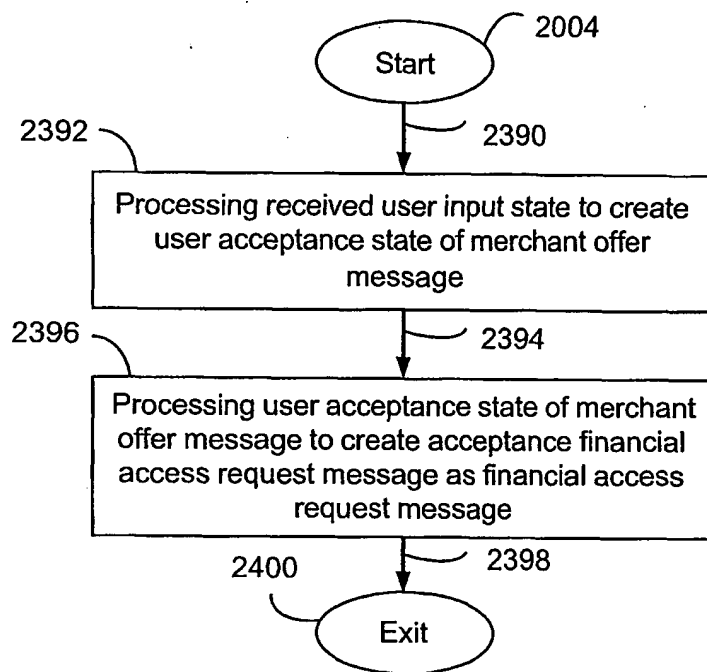 2004
Start
2390
2392
Processing received user input state to create
user acceptance state of merchant offer
message
2394
2396
Processing user acceptance state of merchant
offer message to create acceptance financial
access request message as financial access
request message
2398
2400
Exit